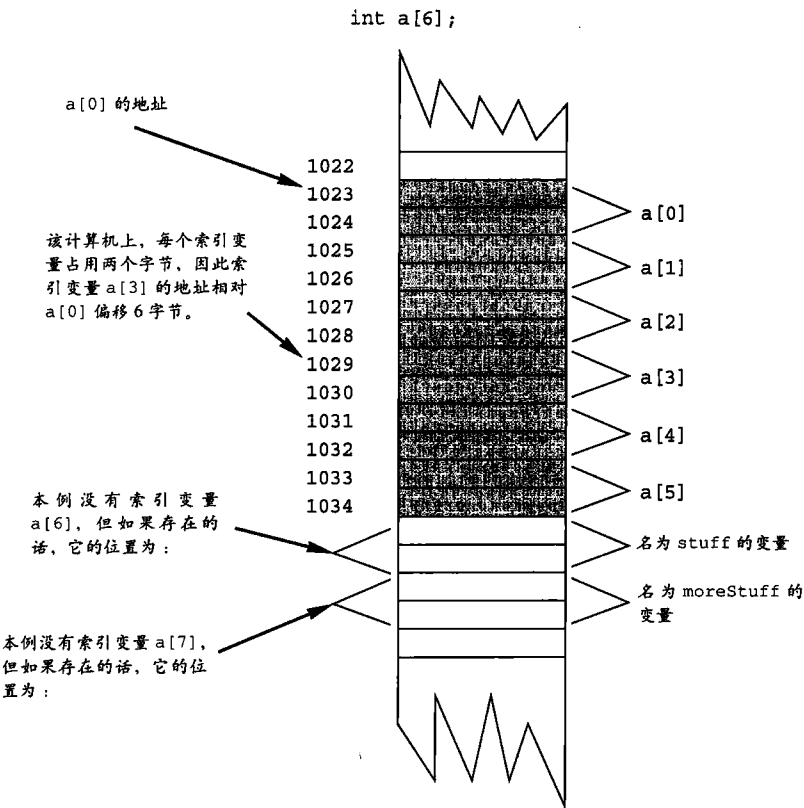 int a[6];
a[0] 的地址
1022
1023
1024
1025
1026
1027
1028
1029
1030
1031
1032
1033
1034
该计算机上，每个索引变
量占用两个字节，因此索
引变量 a[3] 的地址相对
a[0] 偏移 6 字节。
本例没有索引变量
a[6]，但如果存在的
话，它的位置为：
本例没有索引变量 a[7]，
但如果存在的话，它的位
置为：
a[0]
a[1]
a[2]
a[3]
a[4]
a[5]
名为 stuff 的变量
名为 moreStuff 的
变量